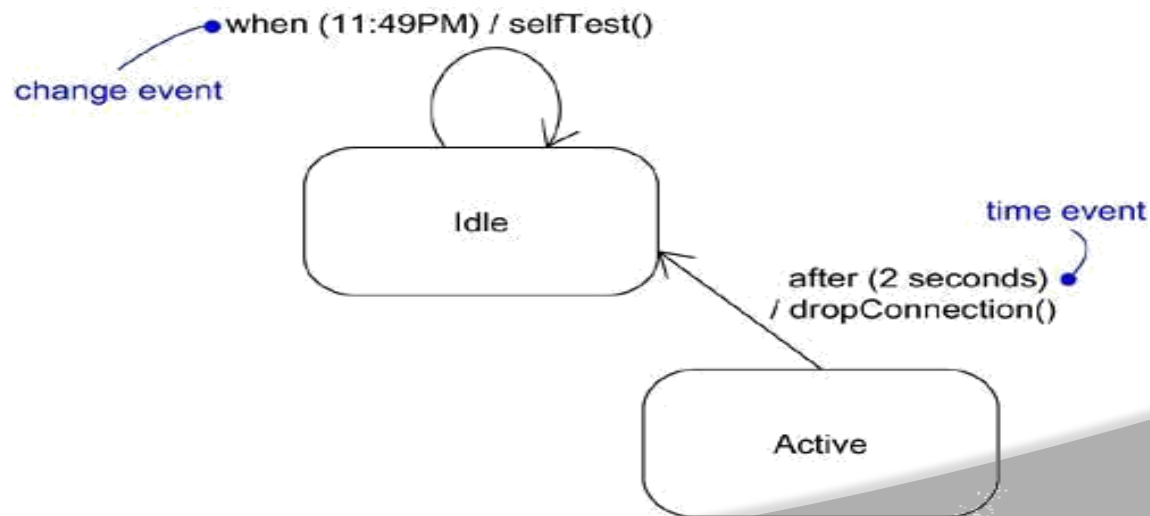 when (11:49PM) / selfTest()
change event
Idle
time event
after (2 seconds)
/ dropConnection()
Active